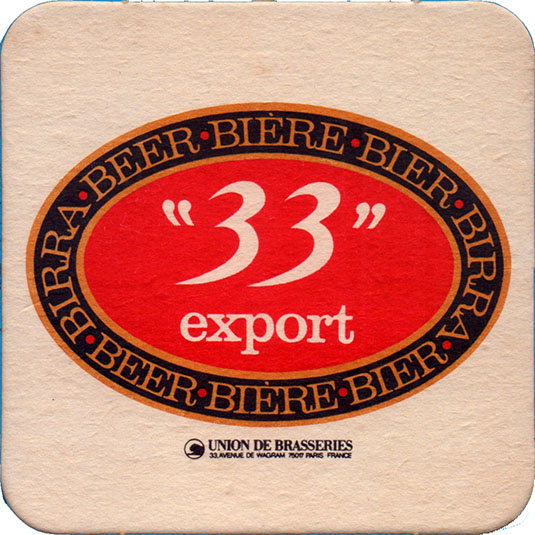 BEER • BIÈRE • BIER • BIRRA • BEER • BIÈRE • BIER • BIRRA •
“33”
export
UNION DE BRASSERIES
33, AVENUE DE WAGRAM 75017 PARIS FRANCE